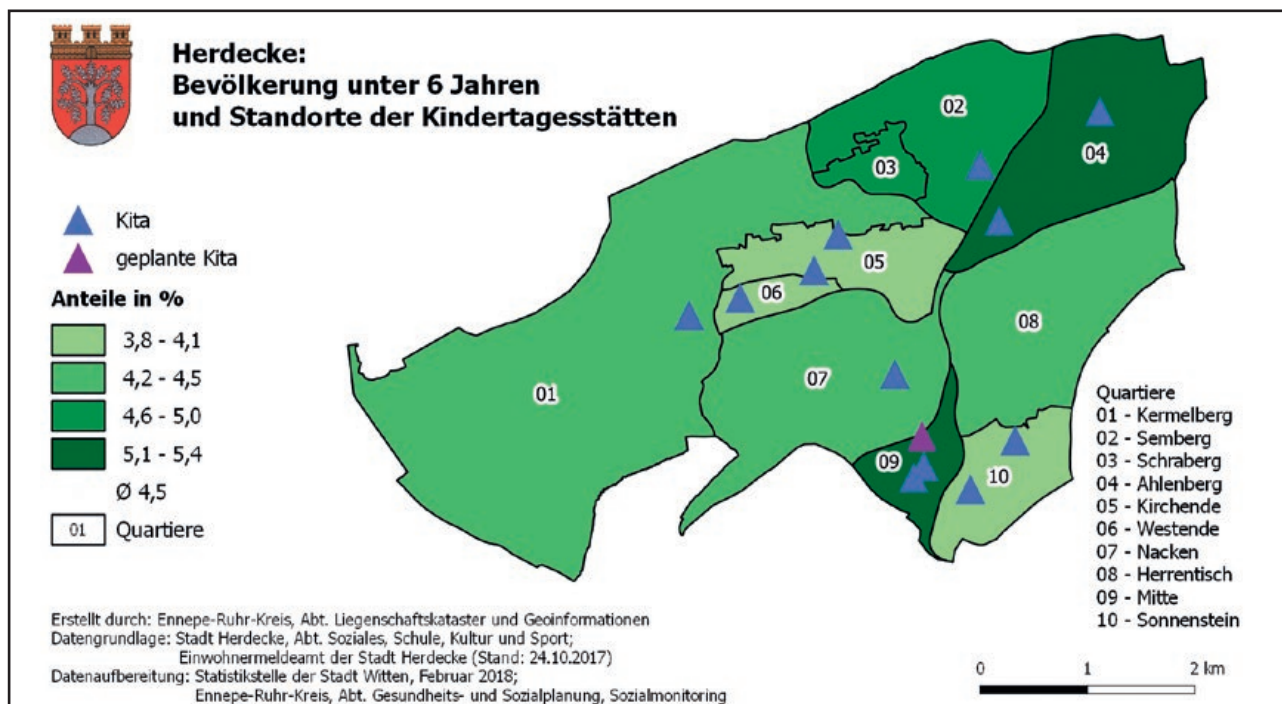 Herdecke:
Bevölkerung unter 6 Jahren
und Standorte der Kindertagesstätten
Kita
geplante Kita
Anteile in %
3,8 - 4,1
4,2 - 4,5
4,6 - 5,0
5,1 - 5,4
Ø 4,5
01 Quartiere
02
03
04
05
06
08
01
07
09
10
Quartiere
01 - Kermelberg
02 - Semberg
03 - Schraberg
04 - Ahlenberg
05 - Kirchende
06 - Westende
07 - Nacken
08 - Herrentisch
09 - Mitte
10 - Sonnenstein
Erstellt durch: Ennepe-Ruhr-Kreis, Abt. Liegenschaftskataster und Geoinformationen
Datengrundlage: Stadt Herdecke, Abt. Soziales, Schule, Kultur und Sport;
Einwohnermeldeamt der Stadt Herdecke (Stand: 24.10.2017)
Datenaufbereitung: Statistikstelle der Stadt Witten, Februar 2018;
Ennepe-Ruhr-Kreis, Abt. Gesundheits- und Sozialplanung, Sozialmonitoring
0 1 2 km